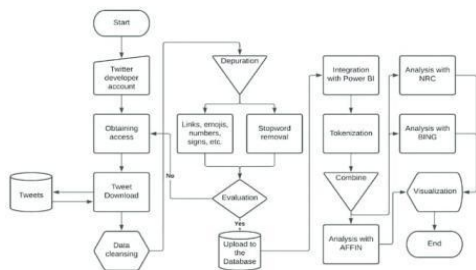 Start
Twitter
developer
account
Obtaining
access
Tweets
Tweet
Download
Data
cleansing
Depuration
Links, emojis,
numbers,
signs, etc.
Stopword
removal
No
Evaluation
Yes
Upload to
the
Database
Integration
with Power BI
Tokenization
Combine
Analysis with
AFFIN
Analysis with
NRC
Analysis with
BING
Visualization
End